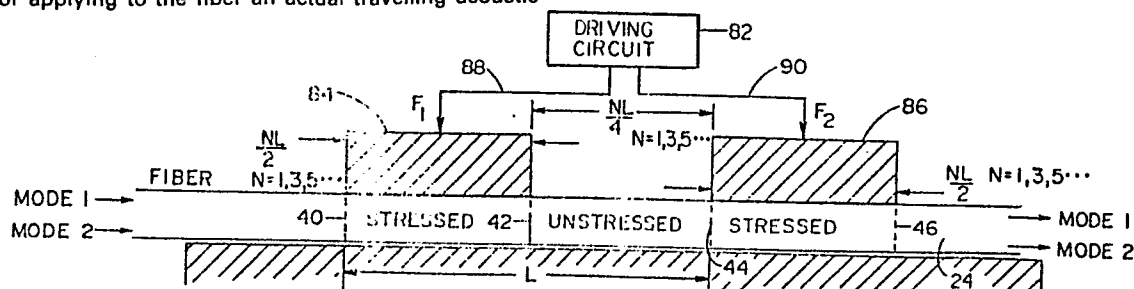 or applying to the fiber an actual travelling acoustic
DRIVING
CIRCUIT
82
88
90
84
F1
NL
4
F2
86
NL
2
N=1,3,5...
N=1,3,5...
NL
2
N=1,3,5...
FIBER
MODE 1
MODE 2
40
STRESSED
42
UNSTRESSED
STRESSED
46
MODE 1
MODE 2
L
44
24